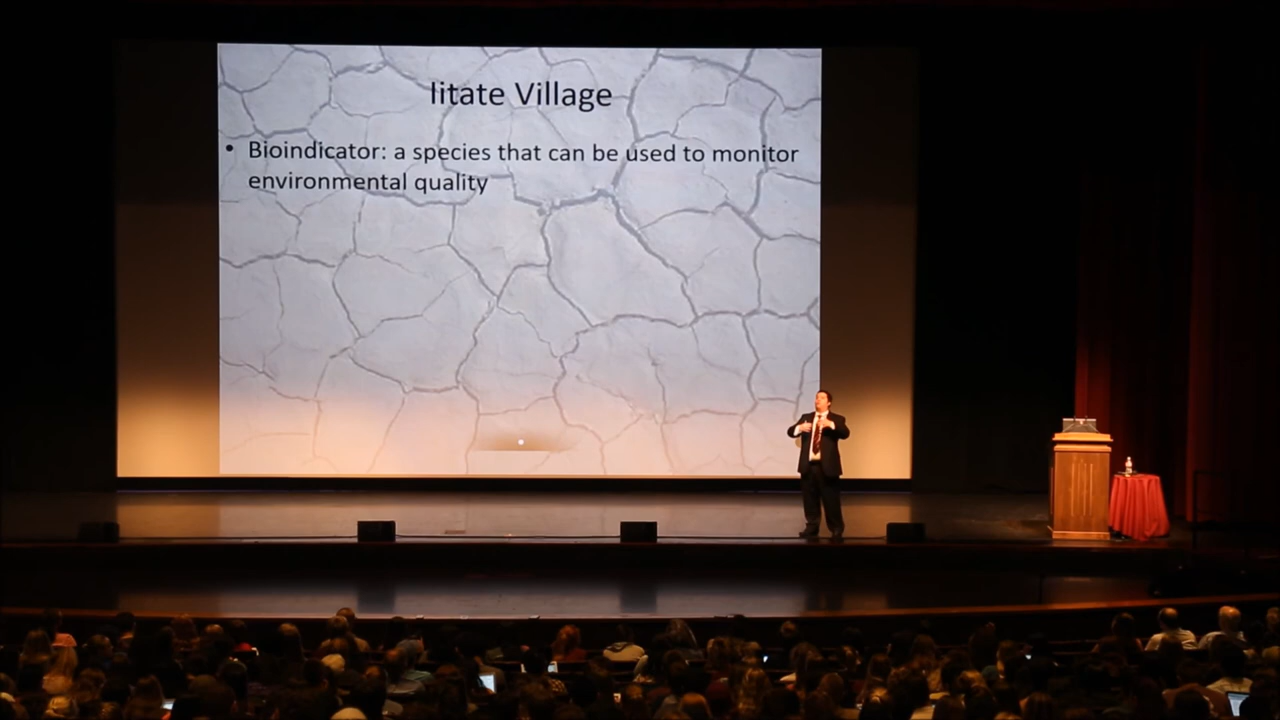 Iitate Village
• Bioindicator: a species that can be used to monitor
environmental quality